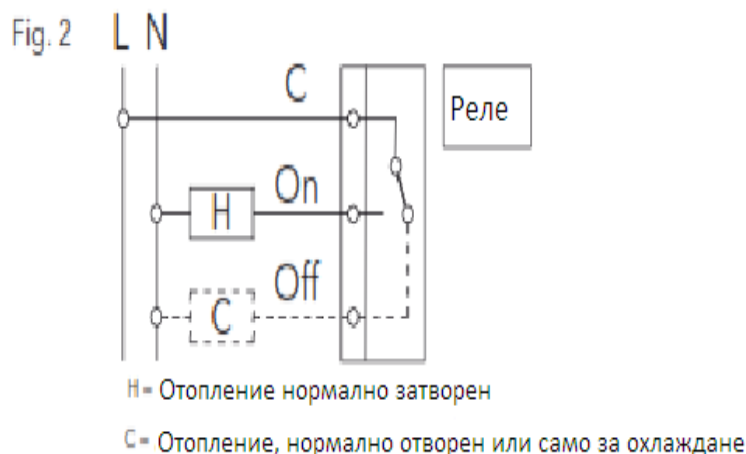 Fig. 2 L N
C
Реле
On
H
Off
C
H= Отопление нормално затворен
C= Отопление, нормално отворен или само за охлаждане